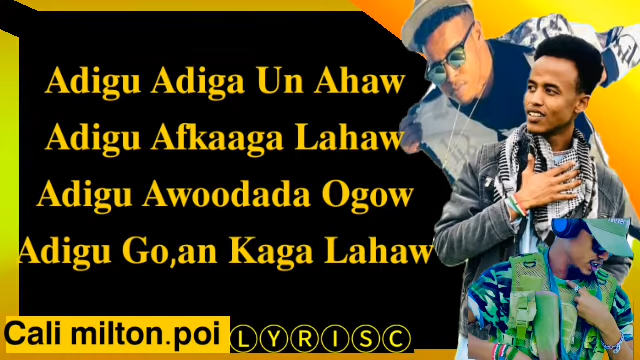 Adigu Adiga Un Ahaw
Adigu Afkaaga Lahaw
Adigu Awoodada Ogow
Adigu Go,an Kaga Lahaw
Cali milton.poi ⓁⓎⓇⒾⓈⒸ